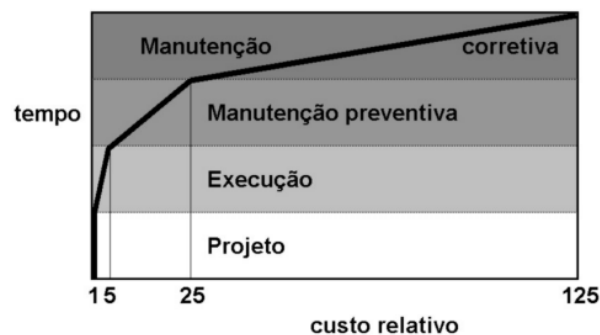 Manutenção corretiva
tempo
Manutenção preventiva
Execução
Projeto
1 5 25 125
custo relativo